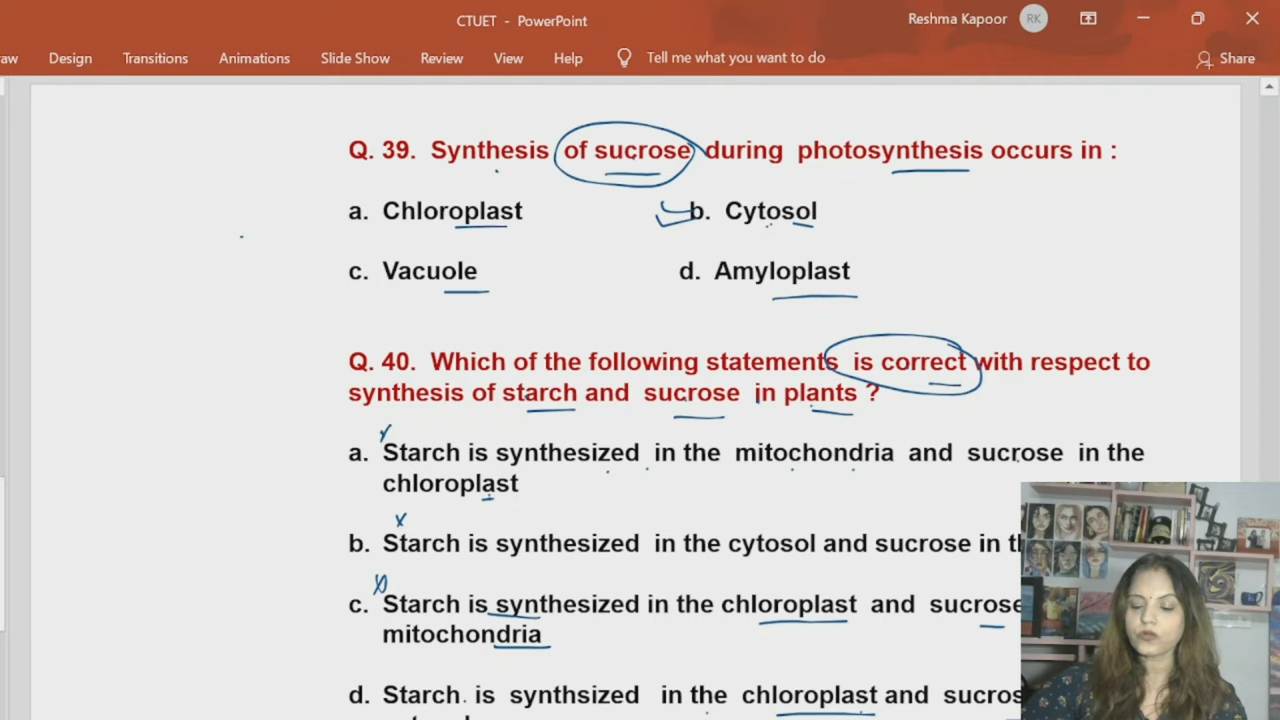 CTUET - PowerPoint
Reshma Kapoor RK
aw Design Transitions Animations Slide Show Review View Help Tell me what you want to do Share
Q. 39. Synthesis of sucrose during photosynthesis occurs in :
a. Chloroplast b. Cytosol
c. Vacuole d. Amyloplast
Q. 40. Which of the following statements is correct with respect to
synthesis of starch and sucrose in plants ?
a. Starch is synthesized in the mitochondria and sucrose in the
chloroplast
b. Starch is synthesized in the cytosol and sucrose in
c. Starch is synthesized in the chloroplast and sucrose
mitochondria
d. Starch is synthsized in the chloroplast and